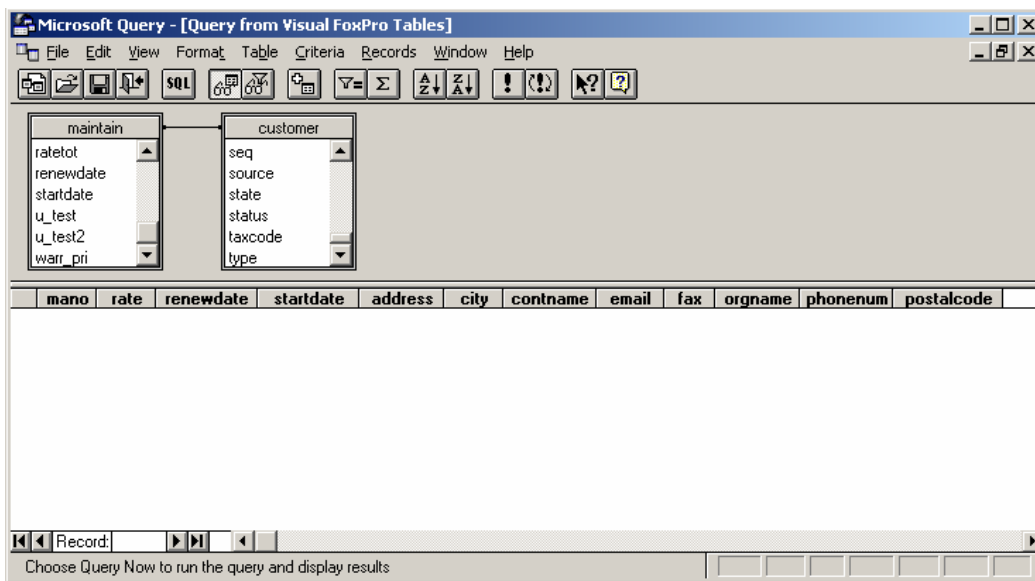 Microsoft Query - [Query from Visual FoxPro Tables]
File Edit View Format Table Criteria Records Window Help
SQL
maintain
ratetot
renewdate
startdate
u_test
u_test2
warr_pri
customer
seq
source
state
status
taxcode
type
mano rate renewdate startdate address city contname email fax orgname phonenum postalcode
Record:
Choose Query Now to run the query and display results